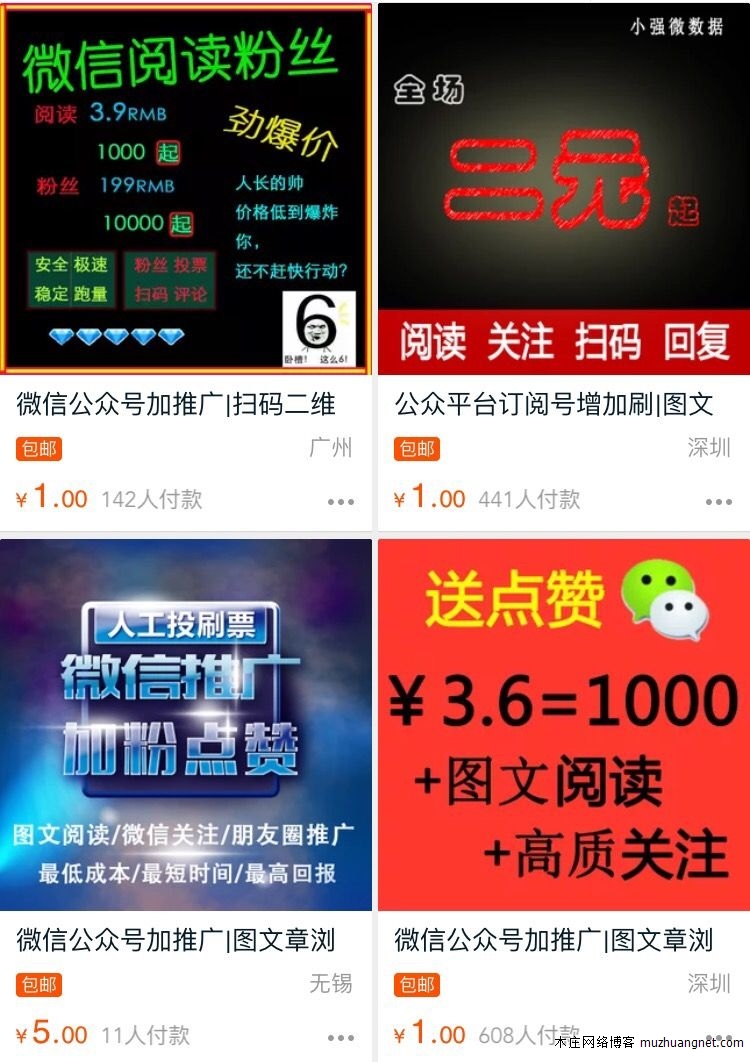 微信阅读粉丝
阅读 3.9RMB
1000 起
劲爆价
粉丝 199RMB
10000 起
人长的帅
价格低到爆炸
你，
还不赶快行动？
安全 极速
稳定 跑量
粉丝 投票
扫码 评论
6
卧槽！ 这么6！
微信公众号加推广|扫码二维
包邮
广州
¥1.00 142人付款
小强微数据
全场
二元
起
阅读 关注 扫码 回复
公众平台订阅号增加刷|图文
包邮
深圳
¥1.00 441人付款
人工投刷票
微信推广
加粉点赞
图文阅读/微信关注/朋友圈推广
最低成本/最短时间/最高回报
微信公众号加推广|图文章浏
包邮
无锡
¥5.00 11人付款
送点赞
¥3.6=1000
+图文阅读
+高质关注
微信公众号加推广|图文章浏
包邮
深圳
¥1.00 608人付款
本庄网络博客 muzhuangnet.com